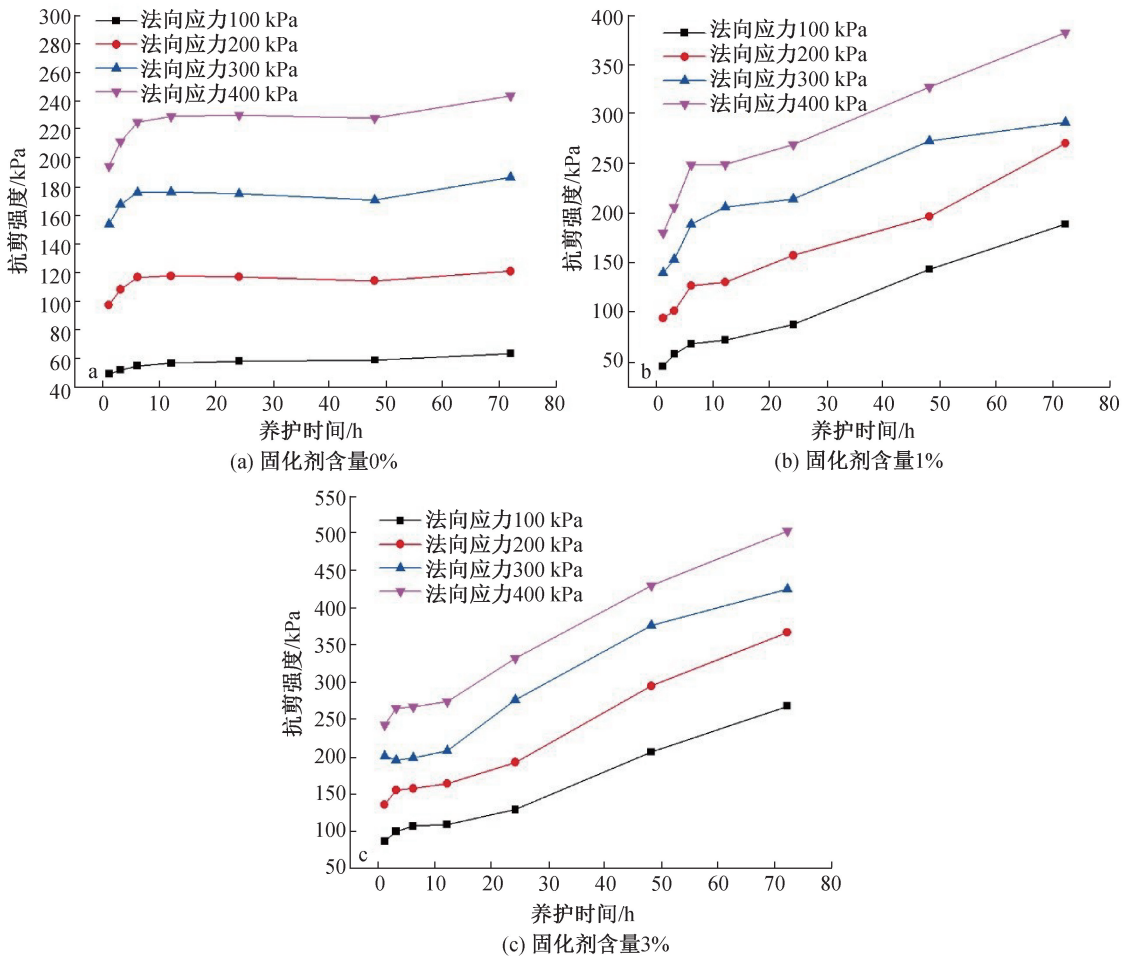 300
280
260
240
220
200
180
160
140
120
100
80
60
40
抗剪强度/kPa
法向应力100 kPa
法向应力200 kPa
法向应力300 kPa
法向应力400 kPa
a
0 10 20 30 40 50 60 70 80
养护时间/h
(a) 固化剂含量0%
400
350
300
250
200
150
100
50
抗剪强度/kPa
法向应力100 kPa
法向应力200 kPa
法向应力300 kPa
法向应力400 kPa
b
0 10 20 30 40 50 60 70 80
养护时间/h
(b) 固化剂含量1%
550
500
450
400
350
300
250
200
150
100
50
抗剪强度/kPa
法向应力100 kPa
法向应力200 kPa
法向应力300 kPa
法向应力400 kPa
c
0 10 20 30 40 50 60 70 80
养护时间/h
(c) 固化剂含量3%